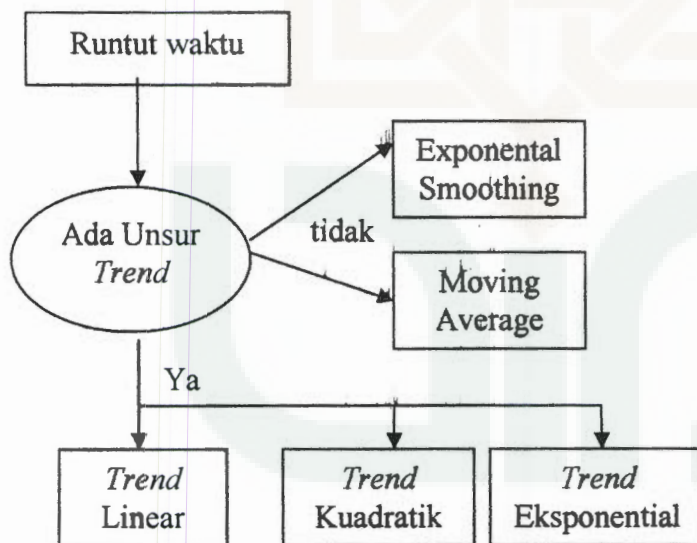 Runtut waktu
Exponental
Smoothing
Ada Unsur
Trend
tidak
Moving
Average
Ya
Trend
Linear
Trend
Kuadratik
Trend
Eksponential